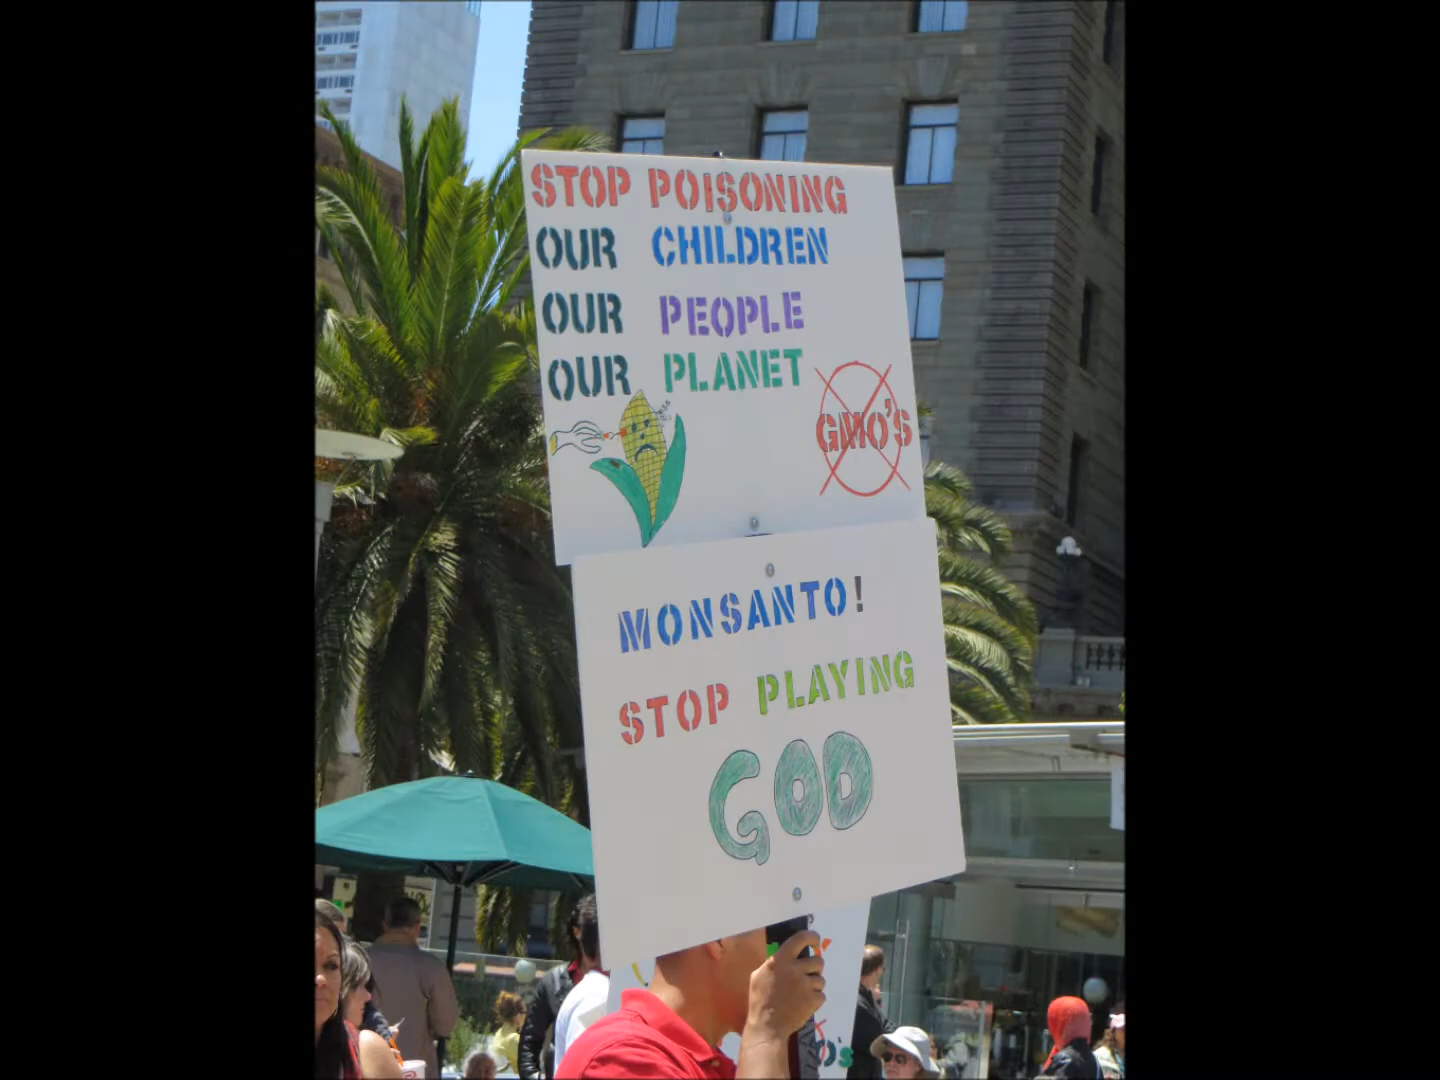 STOP POISONING
OUR CHILDREN
OUR PEOPLE
OUR PLANET
GMO'S
MONSANTO!
STOP PLAYING
GOD
O's